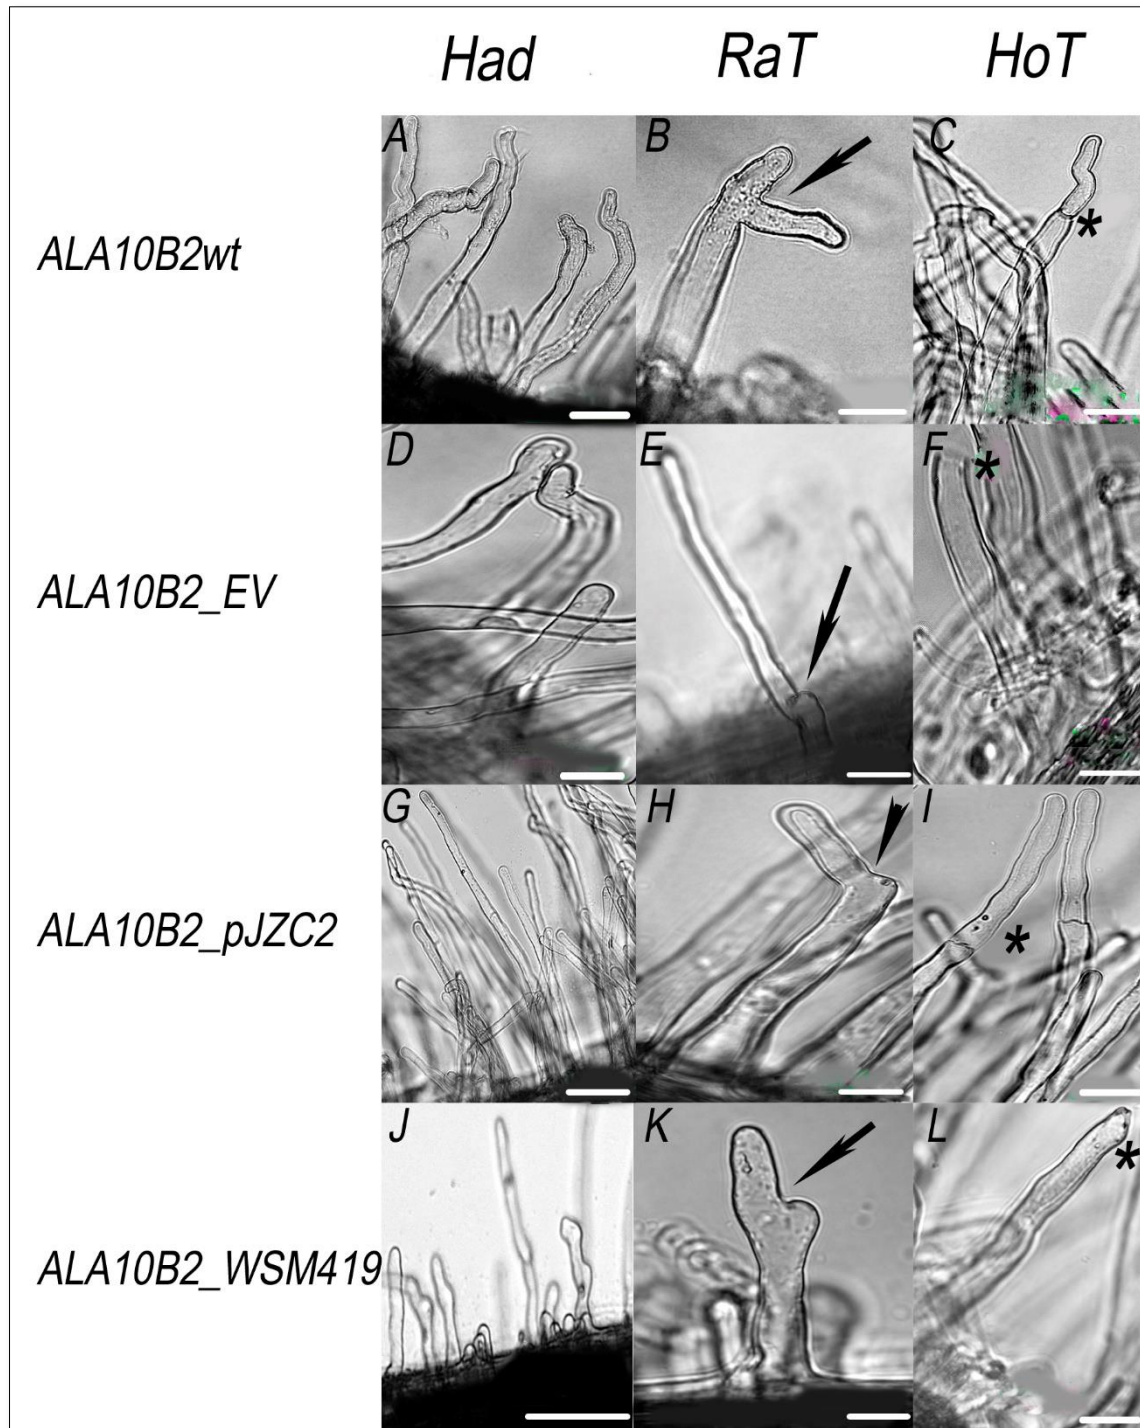 Had RaT HoT
ALA10B2wt A B C *
ALA10B2_EV D E F *
ALA10B2_pJZC2 G H I *
ALA10B2_WSM419 J K L *